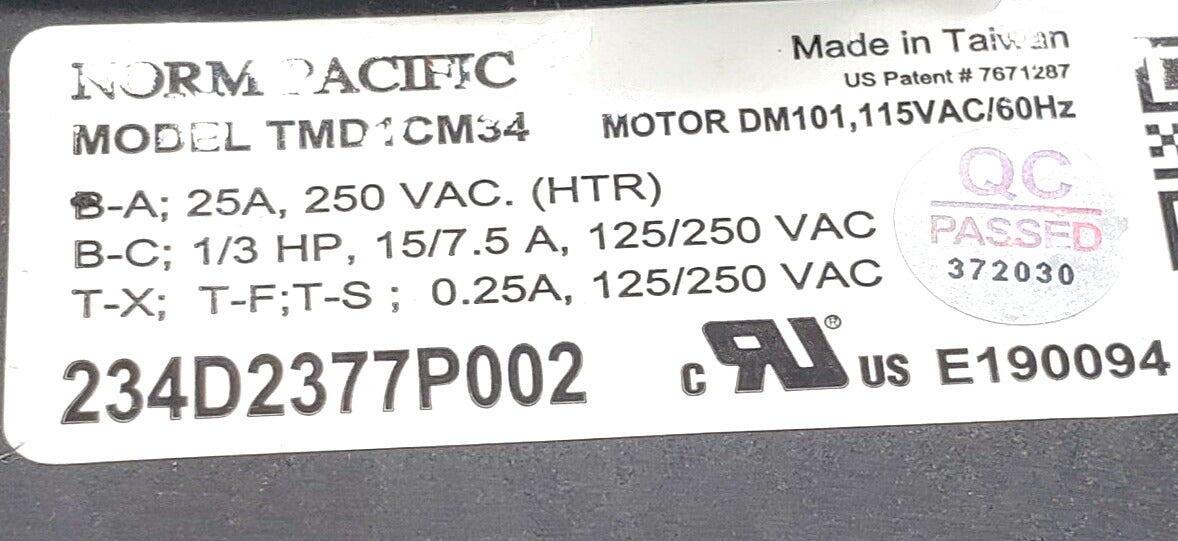 NORM PACIFIC
Made in Taiwan
US Patent # 7671287
MODEL TMD1CM34
MOTOR DM101,115VAC/60Hz
B-A; 25A, 250 VAC. (HTR)
B-C; 1/3 HP, 15/7.5 A, 125/250 VAC
T-X; T-F;T-S ; 0.25A, 125/250 VAC
QC
PASSED
372030
234D2377P002
c RU ® US E190094